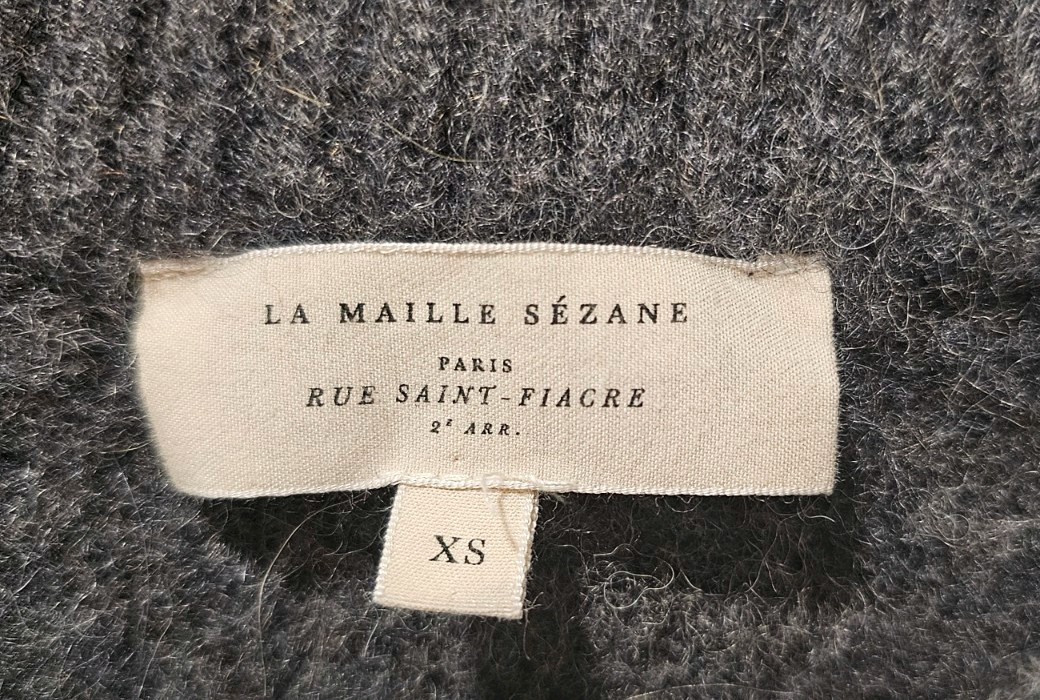 LA MAILLE SÉZANE
PARIS
RUE SAINT-FIACRE
2E ARR.
XS